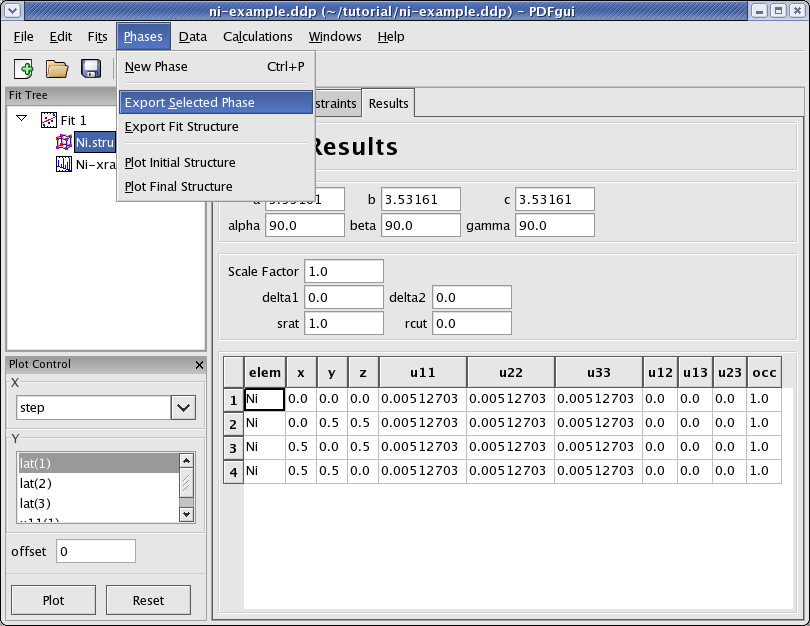 ni-example.ddp (~/tutorial/ni-example.ddp) - PDFgui
File Edit Fits Phases Data Calculations Windows Help
New Phase Ctrl+P
Export Selected Phase
Export Fit Structure
Plot Initial Structure
Plot Final Structure
Fit Tree
Fit 1
Ni.stru
Ni-xra
straints Results
Results
a 3.53161 b 3.53161 c 3.53161
alpha 90.0 beta 90.0 gamma 90.0
Scale Factor 1.0
delta1 0.0 delta2 0.0
srat 1.0 rcut 0.0
elem x y z u11 u22 u33 u12 u13 u23 occ
1 Ni 0.0 0.0 0.0 0.00512703 0.00512703 0.00512703 0.0 0.0 0.0 1.0
2 Ni 0.0 0.5 0.5 0.00512703 0.00512703 0.00512703 0.0 0.0 0.0 1.0
3 Ni 0.5 0.0 0.5 0.00512703 0.00512703 0.00512703 0.0 0.0 0.0 1.0
4 Ni 0.5 0.5 0.0 0.00512703 0.00512703 0.00512703 0.0 0.0 0.0 1.0
Plot Control
X
step
Y
lat(1)
lat(2)
lat(3)
u11(1)
offset 0
Plot Reset